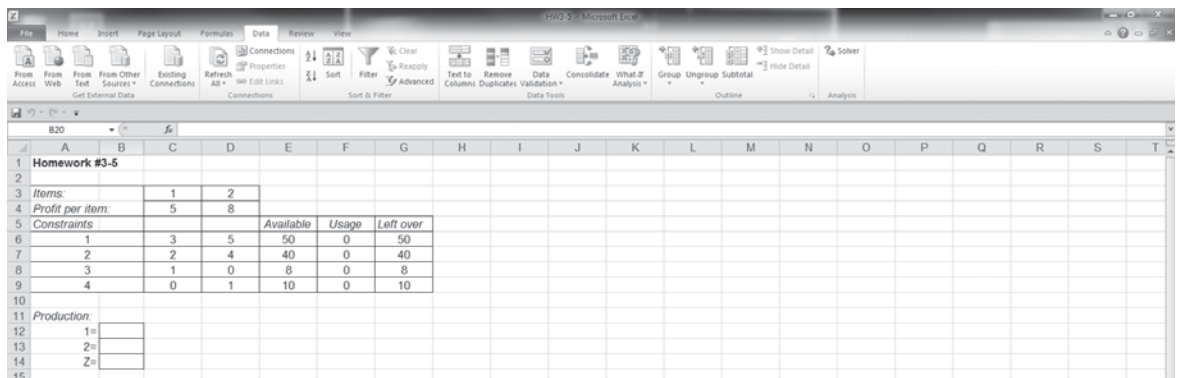 HW3-5 - Microsoft Excel
File Home Insert Page Layout Formulas Data Review View
From Access From Web From Text From Other Sources Existing Connections Refresh All Connections Properties Edit Links Sort Filter Clear Reapply Advanced Text to Columns Remove Duplicates Data Validation Consolidate What-If Analysis Group Ungroup Subtotal Show Detail Hide Detail Solver
Get External Data Connections Sort & Filter Data Tools Outline Analysis
B20 fx
A B C D E F G H I J K L M N O P Q R S T
1 Homework #3-5
2
3 Items: 1 2
4 Profit per item: 5 8
5 Constraints Available Usage Left over
6 1 3 5 50 0 50
7 2 2 4 40 0 40
8 3 1 0 8 0 8
9 4 0 1 10 0 10
10
11 Production:
12 1=
13 2=
14 Z=
15